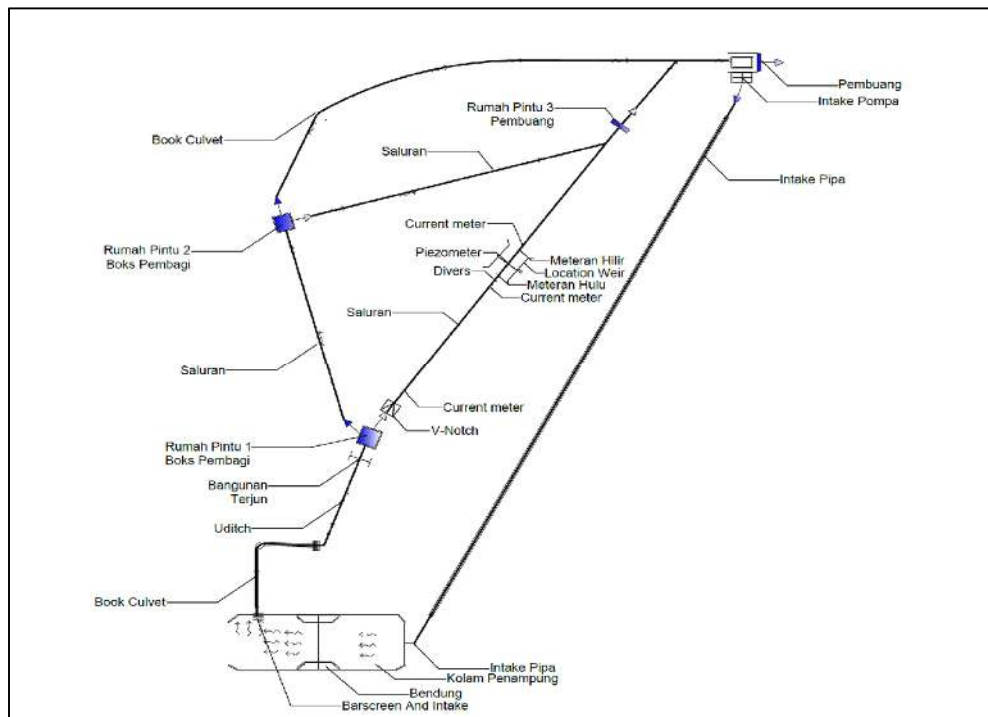 Pembuang
Intake Pompa
Rumah Pintu 3
Pembuang
Book Culvet
Saluran
Intake Pipa
Current meter
Rumah Pintu 2
Boks Pembagi
Piezometer
Meteran Hilir
Location Weir
Divers
Meteran Hulu
Current meter
Saluran
Saluran
Current meter
V-Notch
Rumah Pintu 1
Boks Pembagi
Bangunan
Terjun
Uditch
Book Culvet
Intake Pipa
Kolam Penampung
Bendung
Barscreen And Intake